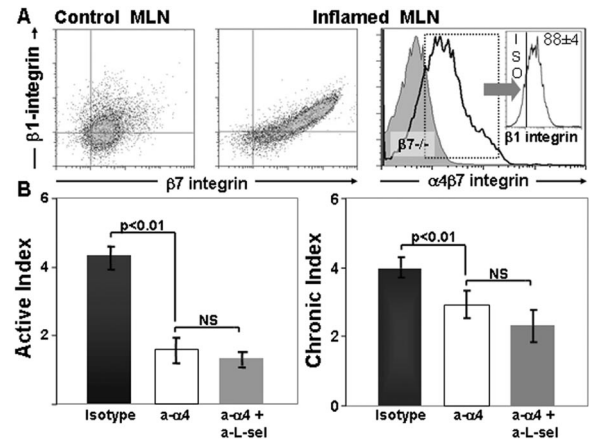 A Control MLN Inflamed MLN
β1-integrin
β7 integrin
β7-/-
ISO
88±4
β1 integrin
α4β7 integrin
B
Active Index
6
4
2
p<0.01
NS
Isotype a-α4 a-α4 +
a-L-sel
Chronic Index
6
4
2
0
p<0.01
NS
Isotype a-α4 a-α4 +
a-L-sel